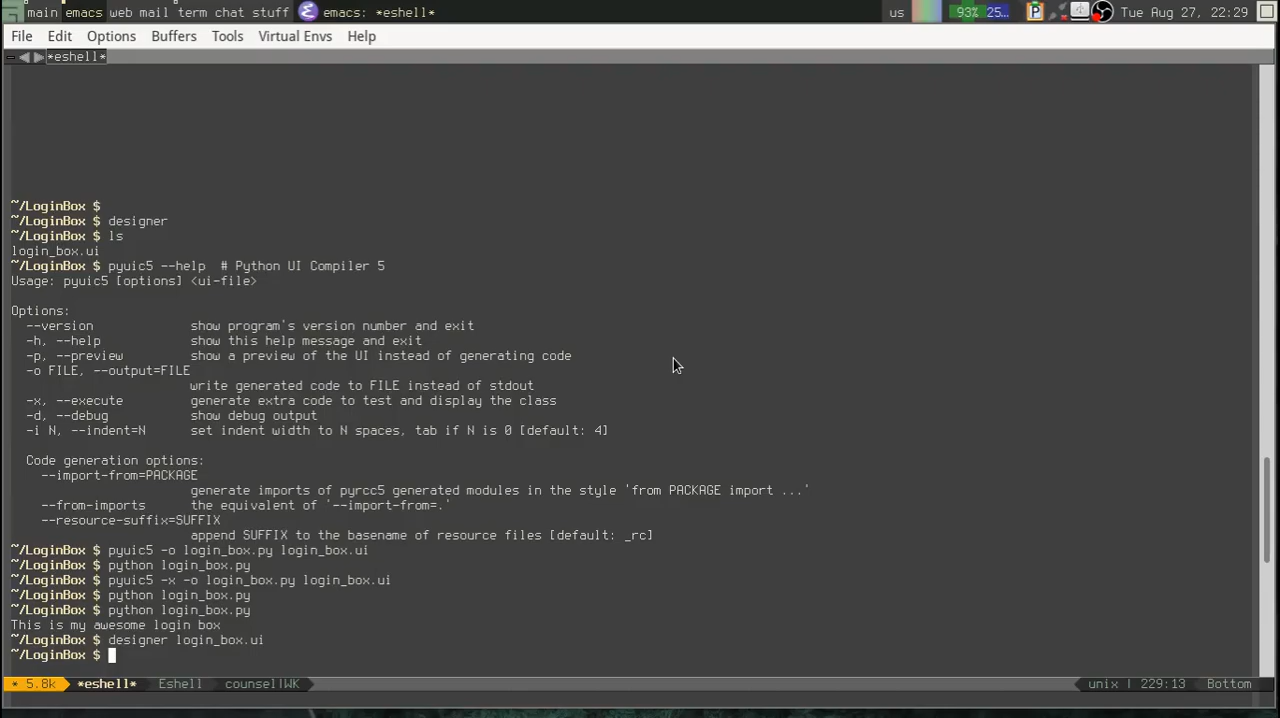 main emacs web mail term chat stuff emacs: *eshell* us 93% 25... P Tue Aug 27, 22:29
File Edit Options Buffers Tools Virtual Envs Help
*eshell*
~/LoginBox $
~/LoginBox $ designer
~/LoginBox $ ls
login_box.ui
~/LoginBox $ pyuic5 --help  # Python UI Compiler 5
Usage: pyuic5 [options] <ui-file>
Options:
--version show program's version number and exit
-h, --help show this help message and exit
-p, --preview show a preview of the UI instead of generating code
-o FILE, --output=FILE
write generated code to FILE instead of stdout
-x, --execute generate extra code to test and display the class
-d, --debug show debug output
-i N, --indent=N set indent width to N spaces, tab if N is 0 [default: 4]
Code generation options:
--import-from=PACKAGE
generate imports of pyrcc5 generated modules in the style 'from PACKAGE import ...'
--from-imports the equivalent of '--import-from=.'
--resource-suffix=SUFFIX
append SUFFIX to the basename of resource files [default: _rc]
~/LoginBox $ pyuic5 -o login_box.py login_box.ui
~/LoginBox $ python login_box.py
~/LoginBox $ pyuic5 -x -o login_box.py login_box.ui
~/LoginBox $ python login_box.py
~/LoginBox $ python login_box.py
This is my awesome login box
~/LoginBox $ designer login_box.ui
~/LoginBox $
* 5.8k *eshell* Eshell counsel|WK unix | 229:13 Bottom